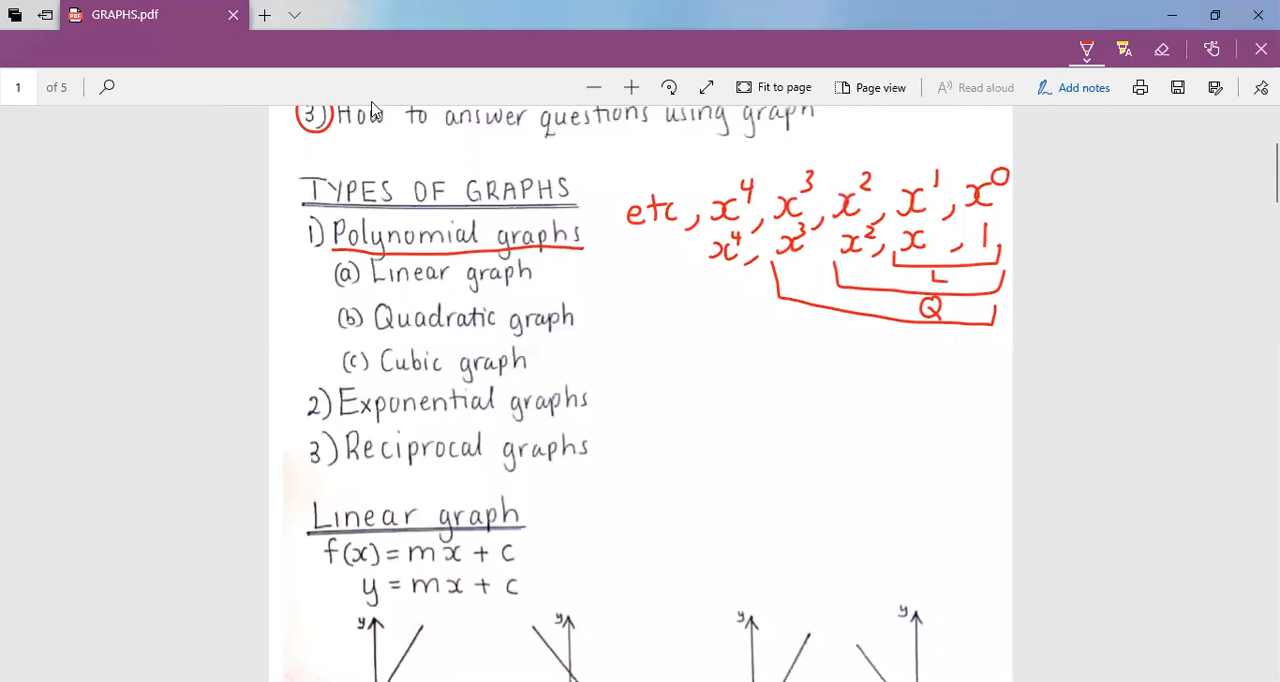 GRAPHS.pdf
1 of 5
Fit to page
Page view
Read aloud
Add notes
3) How to answer questions using graph
TYPES OF GRAPHS
1) Polynomial graphs
(a) Linear graph
(b) Quadratic graph
(c) Cubic graph
2) Exponential graphs
3) Reciprocal graphs
etc, x⁴, x³, x², x¹, x⁰
x⁴, x³, x², x, 1,
L
Q
Linear graph
f(x) = mx + c
y = mx + c
y
y
y
y